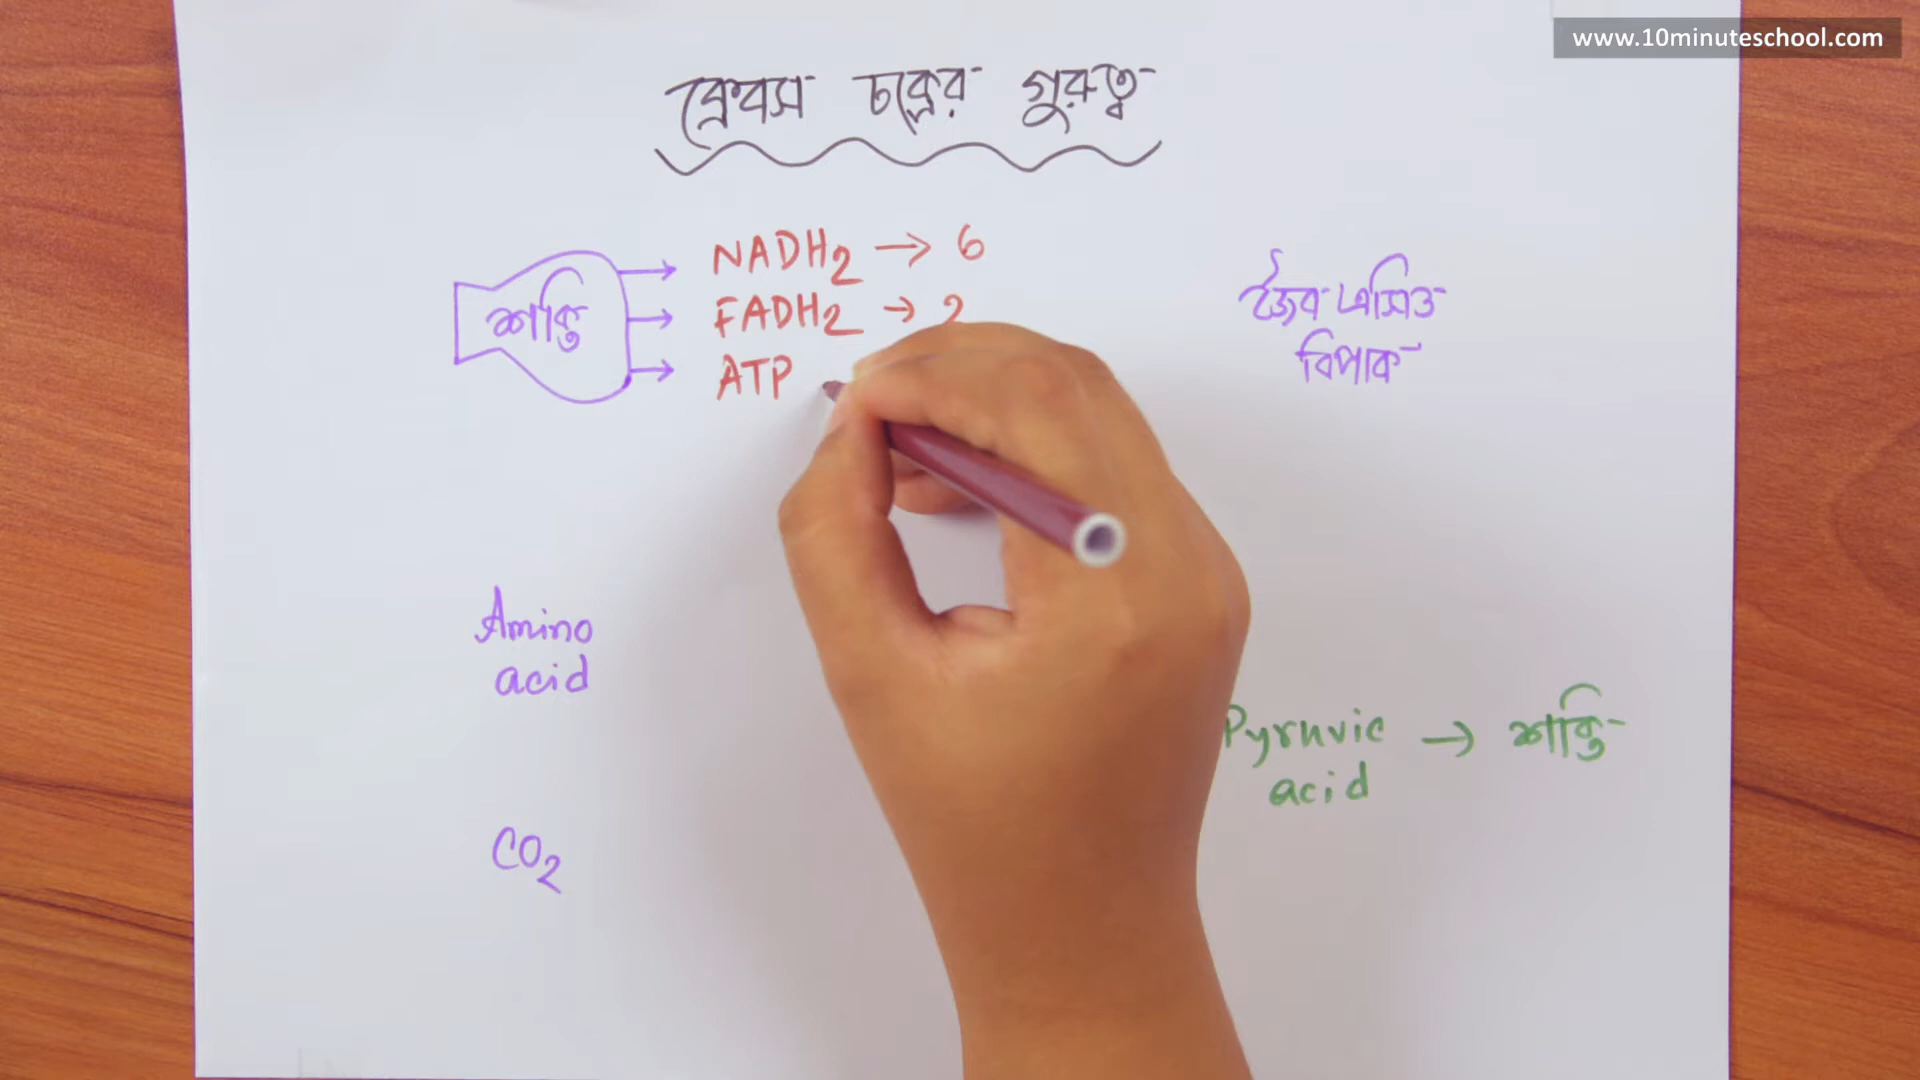 www.10minuteschool.com
ক্রেবস চক্রের গুরুত্ব
শক্তি
NADH2 → 6
FADH2 → 2
ATP
জৈব এসিড
বিপাক
Amino
acid
Pyruvic → শক্তি
acid
CO2